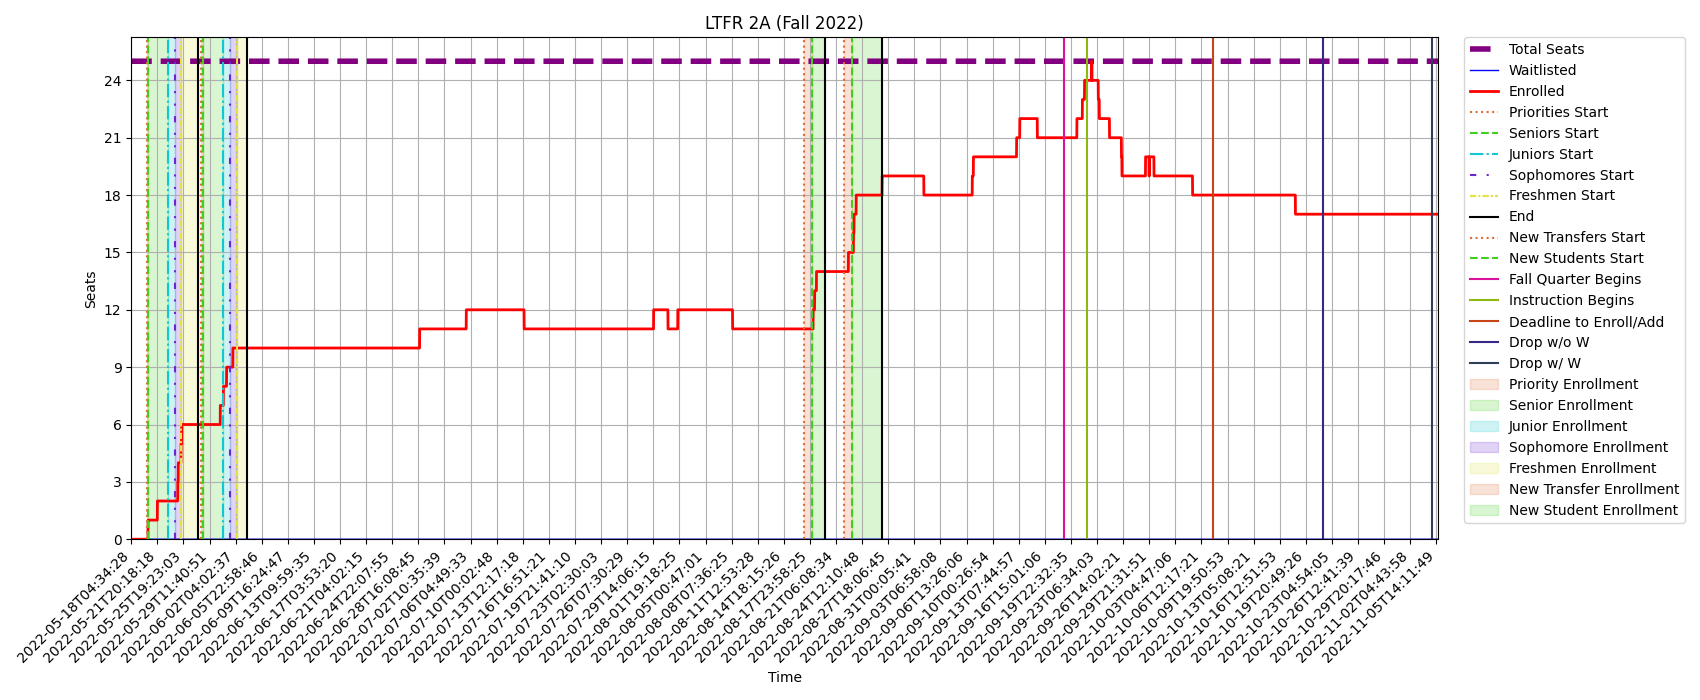 LTFR 2A (Fall 2022)
Seats
24
21
18
15
12
9
6
3
0
2022-05-18T04:34:28
2022-05-21T20:18:18
2022-05-25T19:23:03
2022-05-29T11:40:51
2022-06-02T04:02:37
2022-06-05T22:58:46
2022-06-09T16:24:47
2022-06-13T09:59:35
2022-06-17T03:53:20
2022-06-21T04:02:15
2022-06-24T22:07:55
2022-06-28T16:08:45
2022-07-02T10:35:39
2022-07-06T04:49:33
2022-07-10T00:02:48
2022-07-13T12:17:18
2022-07-16T16:51:21
2022-07-19T21:41:10
2022-07-23T02:30:03
2022-07-26T07:30:29
2022-07-29T14:06:15
2022-08-01T19:18:25
2022-08-05T00:47:01
2022-08-08T07:36:25
2022-08-11T12:53:28
2022-08-14T18:15:26
2022-08-17T23:58:25
2022-08-21T06:08:34
2022-08-24T12:10:48
2022-08-27T18:06:45
2022-08-31T00:05:41
2022-09-03T06:58:08
2022-09-06T13:26:06
2022-09-10T00:26:54
2022-09-13T07:44:57
2022-09-16T15:01:06
2022-09-19T22:32:35
2022-09-23T06:34:03
2022-09-26T14:02:21
2022-09-29T21:31:51
2022-10-03T04:47:06
2022-10-06T12:17:21
2022-10-09T19:50:53
2022-10-13T05:08:21
2022-10-16T12:51:53
2022-10-19T20:49:26
2022-10-23T04:54:05
2022-10-26T12:41:39
2022-10-29T20:17:46
2022-11-02T04:43:58
2022-11-05T14:11:49
Time
Total Seats
Waitlisted
Enrolled
Priorities Start
Seniors Start
Juniors Start
Sophomores Start
Freshmen Start
End
New Transfers Start
New Students Start
Fall Quarter Begins
Instruction Begins
Deadline to Enroll/Add
Drop w/o W
Drop w/ W
Priority Enrollment
Senior Enrollment
Junior Enrollment
Sophomore Enrollment
Freshmen Enrollment
New Transfer Enrollment
New Student Enrollment